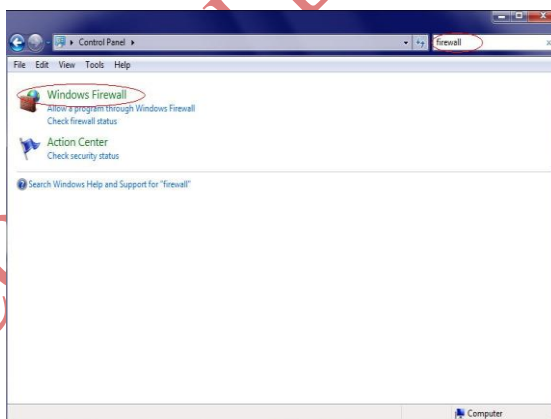 Control Panel
firewall
File Edit View Tools Help
Windows Firewall
Allow a program through Windows Firewall
Check firewall status
Action Center
Check security status
Search Windows Help and Support for "firewall"
Computer